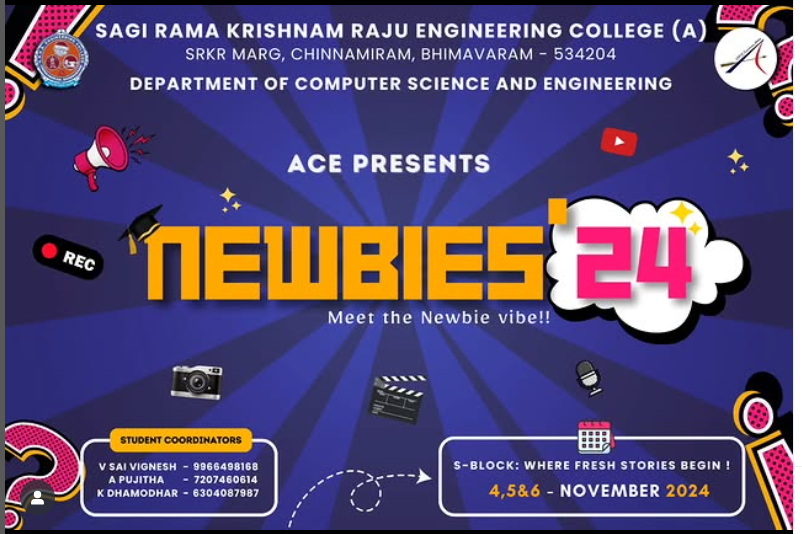 SAGI RAMA KRISHNAM RAJU ENGINEERING COLLEGE (A)
SRKR MARG, CHINNAMIRAM, BHIMAVARAM - 534204
DEPARTMENT OF COMPUTER SCIENCE AND ENGINEERING
ACE PRESENTS
REC
NEWBIES'24
Meet the Newbie vibe!!
STUDENT COORDINATORS
V SAI VIGNESH - 9966498168
A PUJITHA - 7207460614
K DHAMODHAR - 6304087987
S-BLOCK: WHERE FRESH STORIES BEGIN !
4,5&6 - NOVEMBER 2024